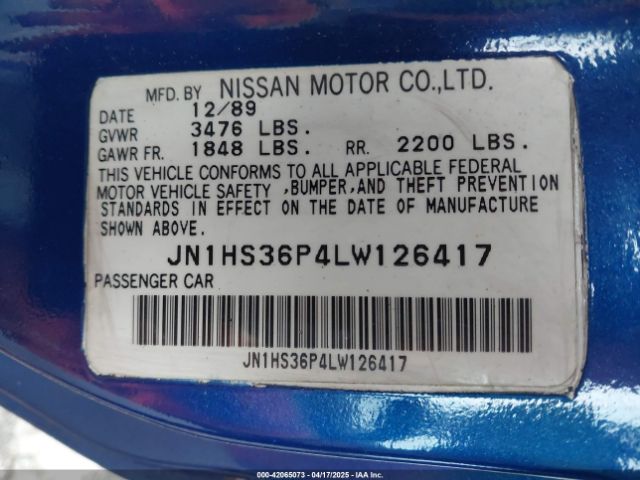 MFD. BY NISSAN MOTOR CO.,LTD.
DATE 12/89
GVWR 3476 LBS.
GAWR FR. 1848 LBS. RR. 2200 LBS.
THIS VEHICLE CONFORMS TO ALL APPLICABLE FEDERAL
MOTOR VEHICLE SAFETY ,BUMPER,AND THEFT PREVENTION
STANDARDS IN EFFECT ON THE DATE OF MANUFACTURE
SHOWN ABOVE.
JN1HS36P4LW126417
PASSENGER CAR
JN1HS36P4LW126417
000-42065073 - 04/17/2025 - COPYRIGHT © IAA, LLC